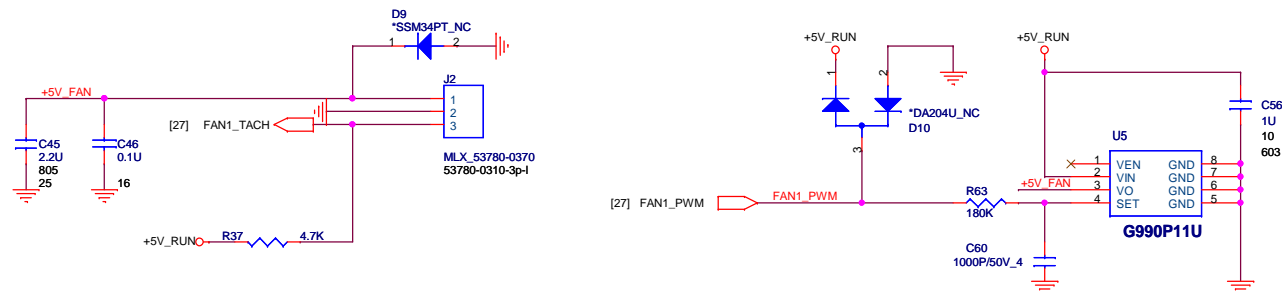 D9
*SSM34PT_NC
1
2
+5V_FAN
J2
1
2
3
[27] FAN1_TACH
C45
2.2U
805
25
C46
0.1U
16
MLX_53780-0370
53780-0310-3p-l
+5V_RUN
R37
4.7K
+5V_RUN
+5V_RUN
1
2
*DA204U_NC
D10
3
C56
1U
10
603
U5
1 VEN GND 8
2 VIN GND 7
3 VO GND 6
4 SET GND 5
+5V_FAN
G990P11U
[27] FAN1_PWM
FAN1_PWM
R63
180K
C60
1000P/50V_4